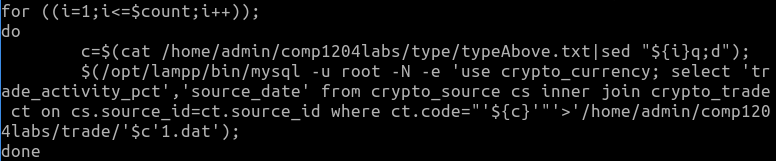 for ((i=1;i<=$count;i++));
do
        c=$(cat /home/admin/comp1204labs/type/typeAbove.txt|sed "${i}q;d");
        $(/opt/lampp/bin/mysql -u root -N -e 'use crypto_currency; select 'tr
ade_activity_pct','source_date' from crypto_source cs inner join crypto_trade
 ct on cs.source_id=ct.source_id where ct.code="'${c}'"'>'/home/admin/comp120
4labs/trade/'$c'1.dat');
done